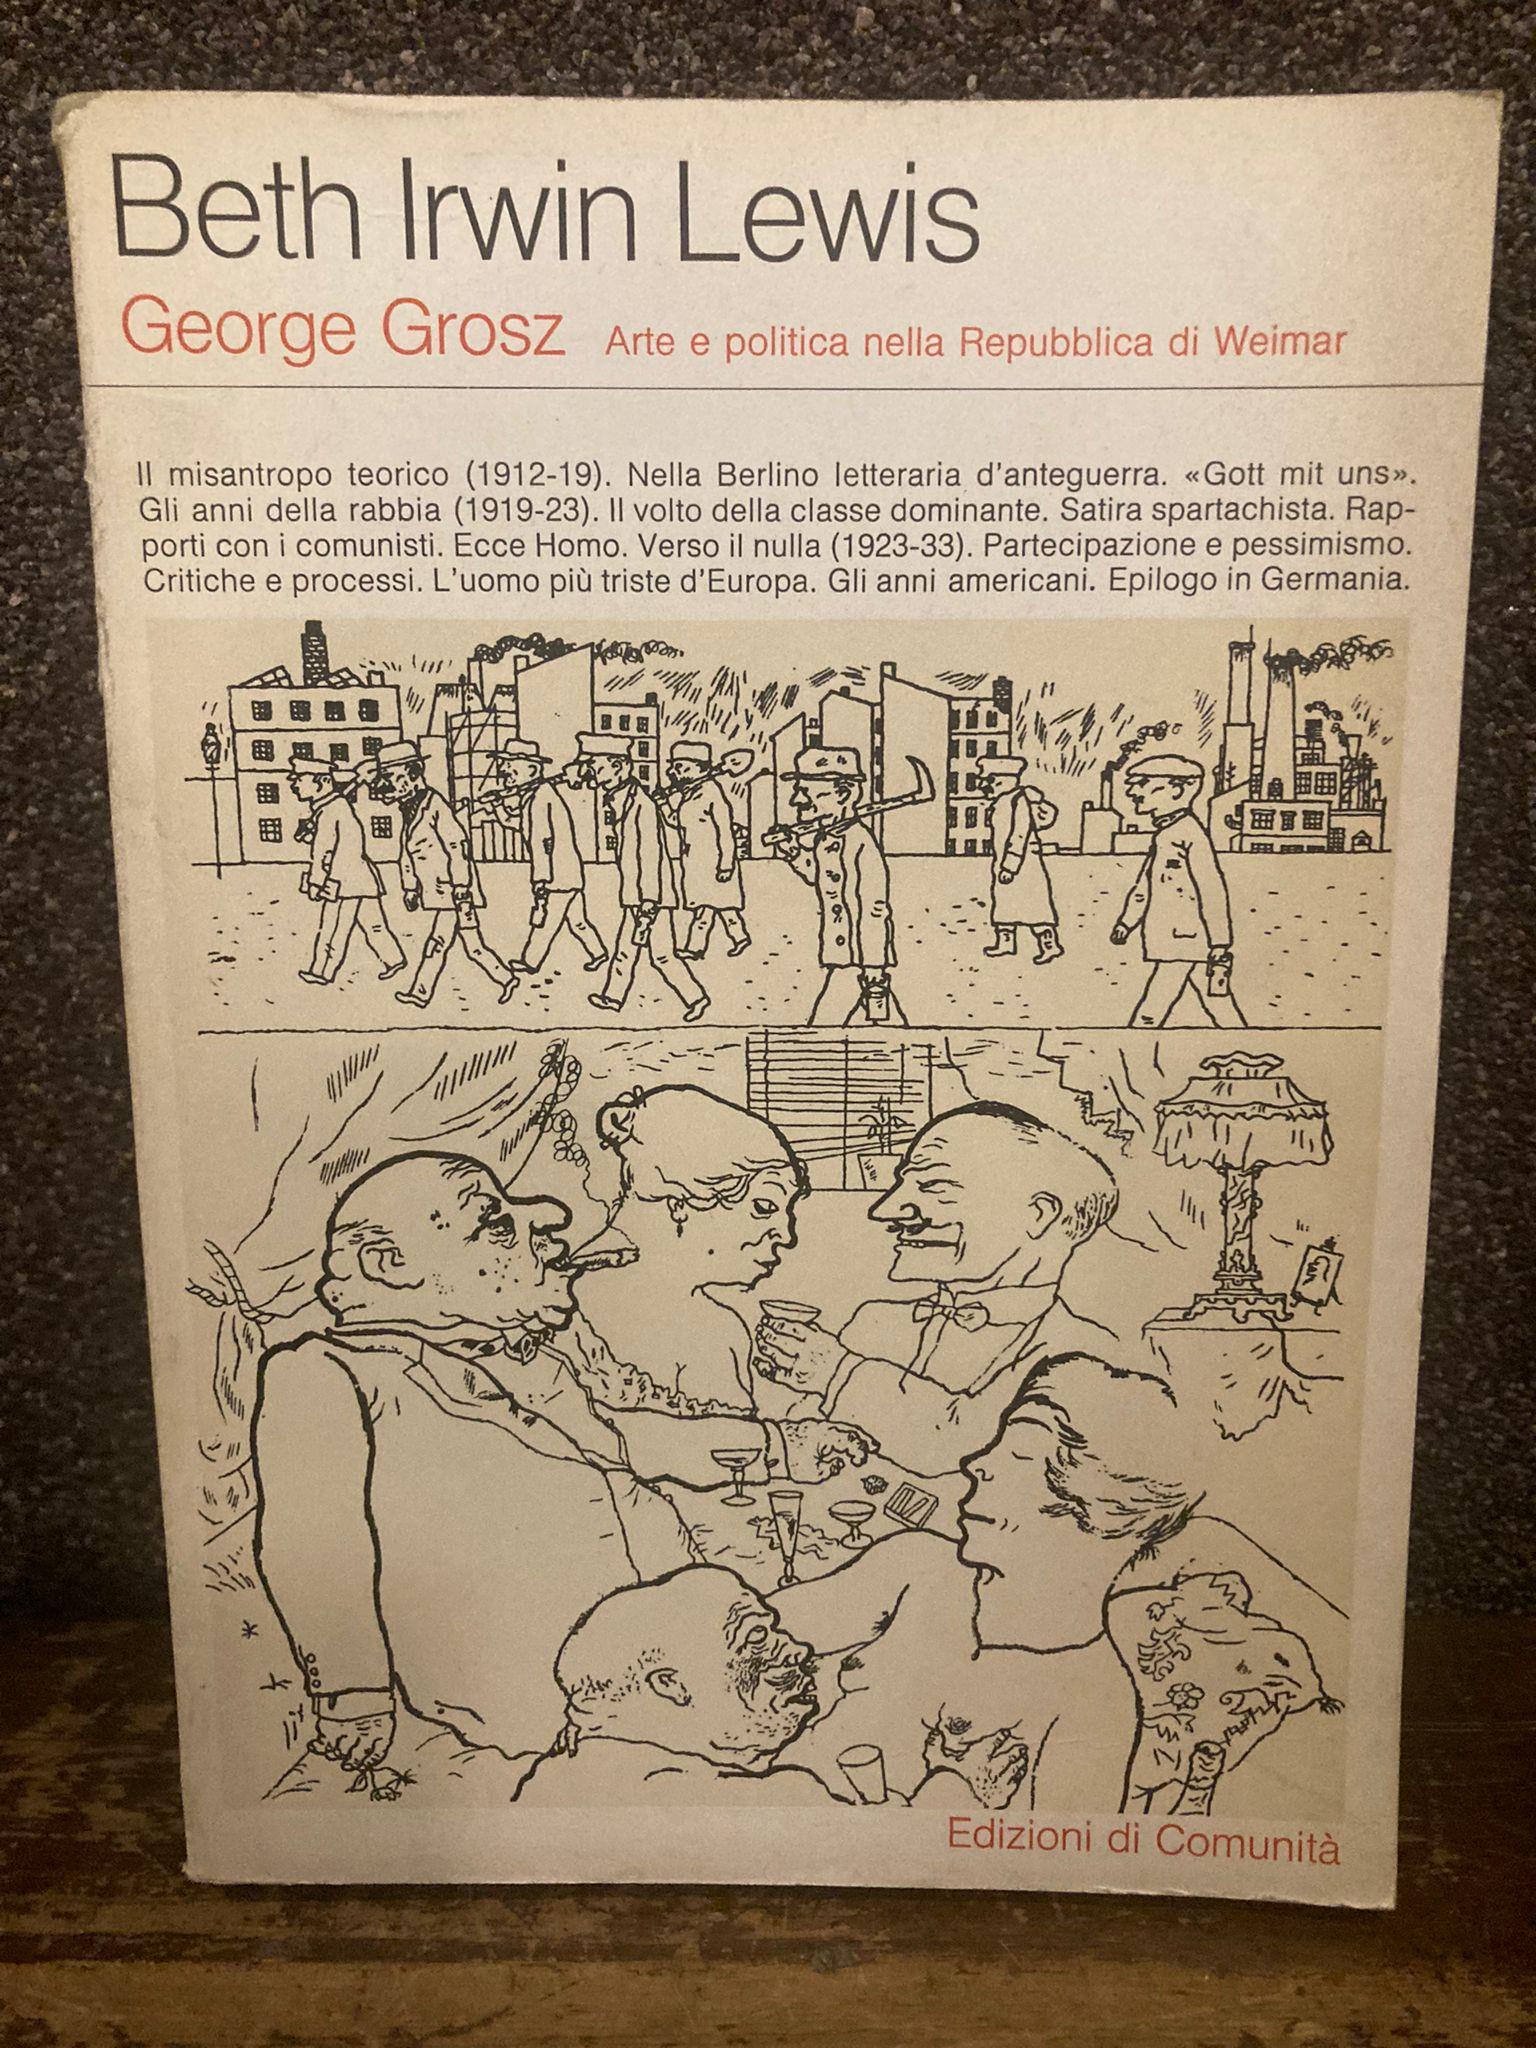 Beth Irwin Lewis
George Grosz Arte e politica nella Repubblica di Weimar
Il misantropo teorico (1912-19). Nella Berlino letteraria d'anteguerra. «Gott mit uns».
Gli anni della rabbia (1919-23). Il volto della classe dominante. Satira spartachista. Rap-
porti con i comunisti. Ecce Homo. Verso il nulla (1923-33). Partecipazione e pessimismo.
Critiche e processi. L'uomo più triste d'Europa. Gli anni americani. Epilogo in Germania.
Edizioni di Comunità